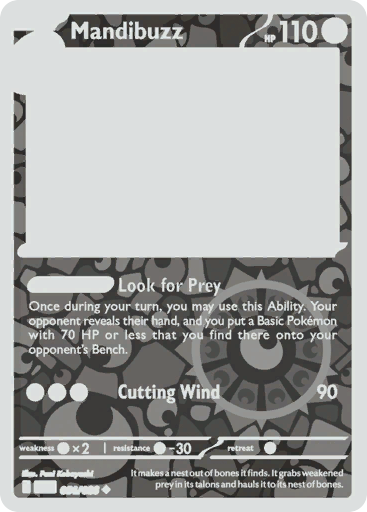 Mandibuzz HP 110
Look for Prey
Once during your turn, you may use this Ability. Your
opponent reveals their hand, and you put a Basic Pokémon
with 70 HP or less that you find there onto your
opponent's Bench.
Cutting Wind 90
weakness ×2 resistance -30 retreat
It makes a nest out of bones it finds. It grabs weakened
prey in its talons and hauls it to its nest of bones.